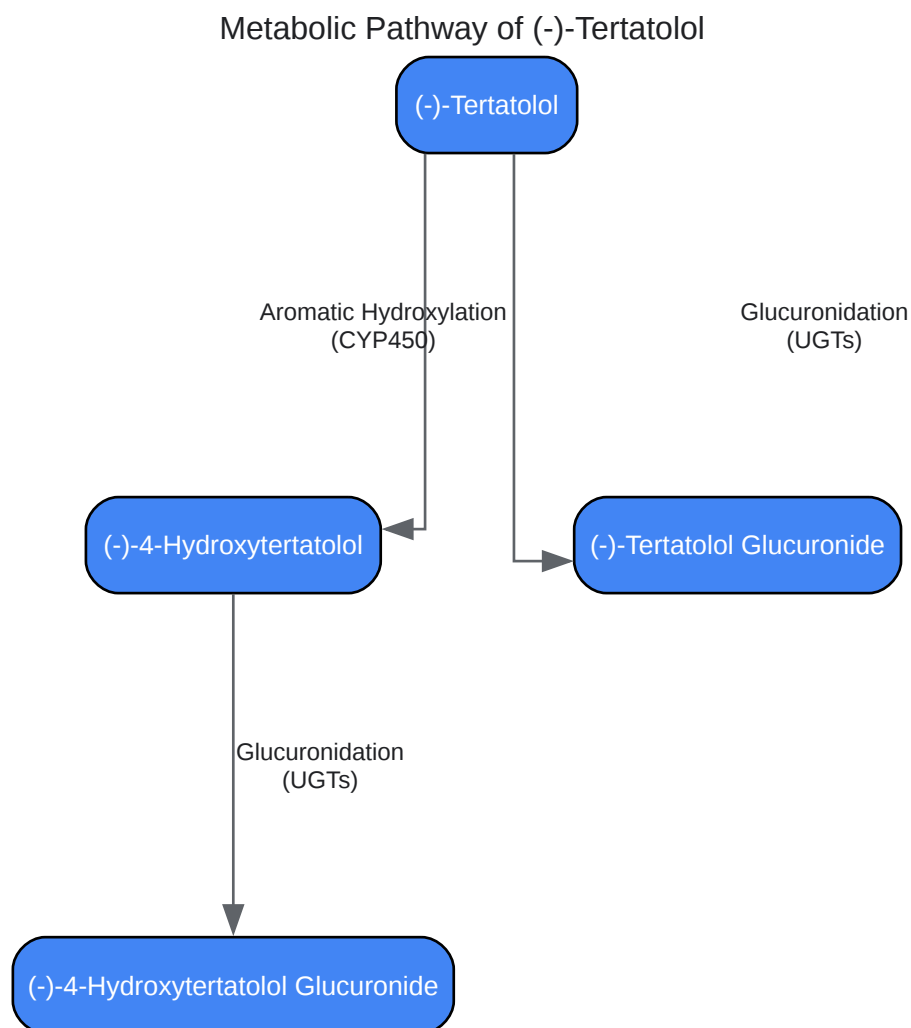 Metabolic Pathway of (-)-Tertatolol
(-)-Tertatolol
Aromatic Hydroxylation
(CYP450)
Glucuronidation
(UGTs)
(-)-4-Hydroxytertatolol
(-)-Tertatolol Glucuronide
Glucuronidation
(UGTs)
(-)-4-Hydroxytertatolol Glucuronide